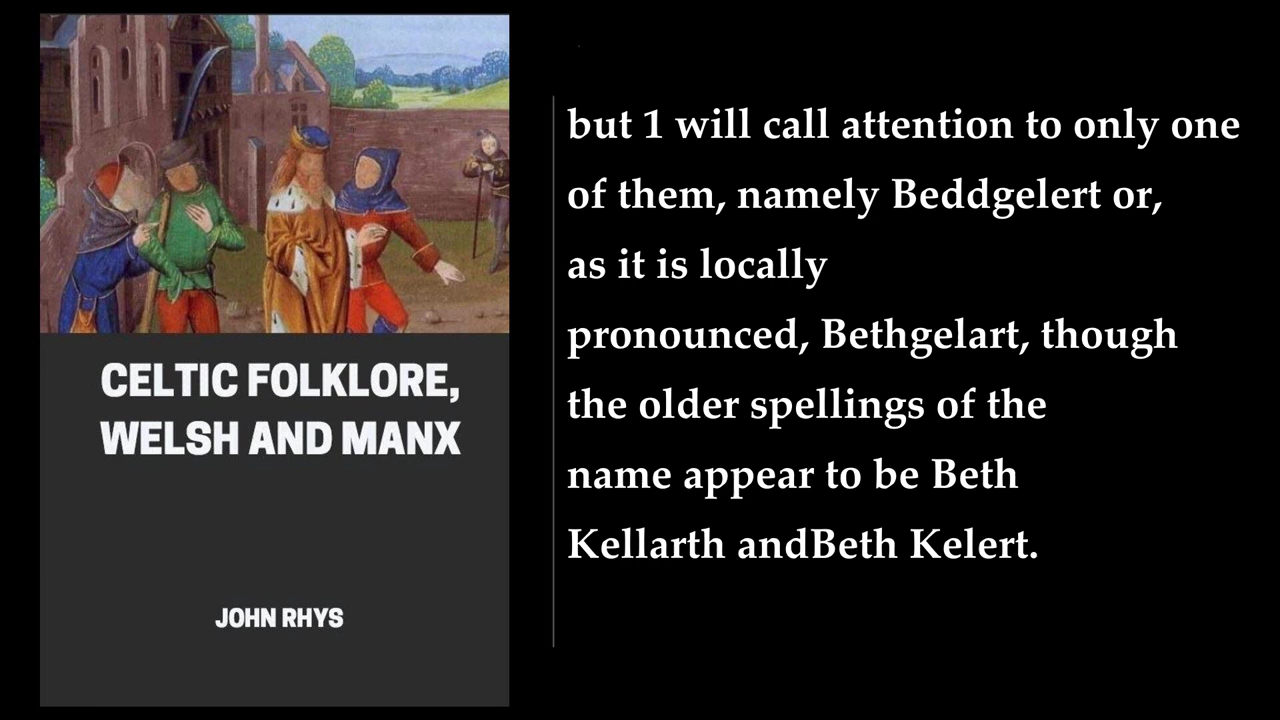 CELTIC FOLKLORE,
WELSH AND MANX
JOHN RHYS
but 1 will call attention to only one
of them, namely Beddgelert or,
as it is locally
pronounced, Bethgelart, though
the older spellings of the
name appear to be Beth
Kellarth andBeth Kelert.